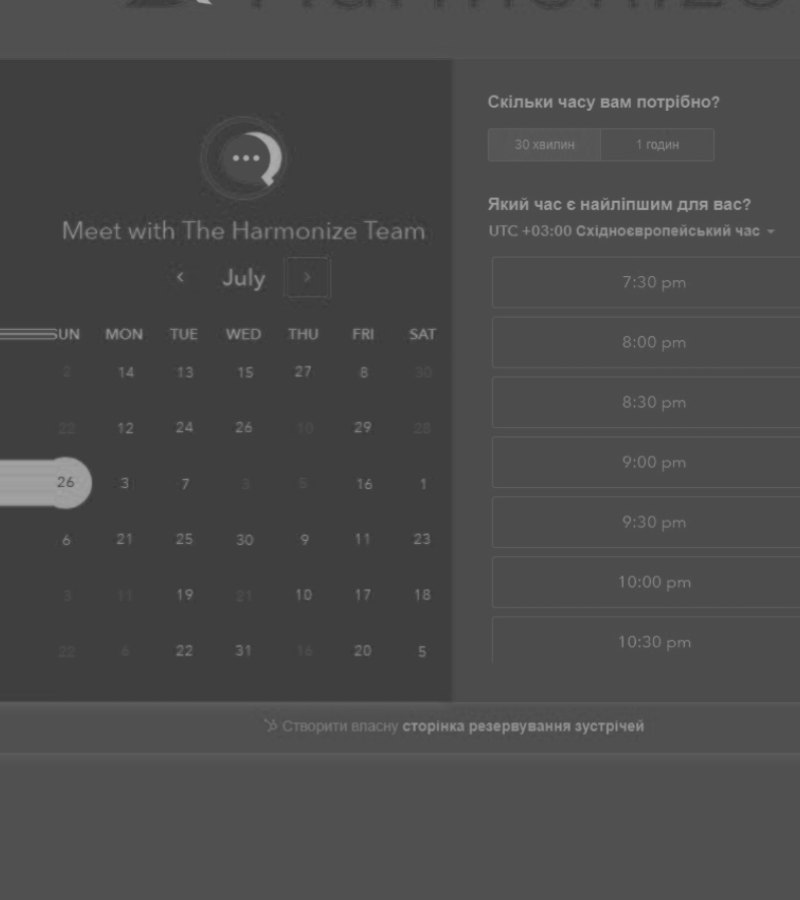 Meet with The Harmonize Team
July
SUN MON TUE WED THU FRI SAT
2 14 13 15 27 8 30
22 12 24 26 10 29 28
26 3 7 3 5 16 1
6 21 25 30 9 11 23
3 11 19 21 10 17 18
22 6 22 31 16 20 5
Скільки часу вам потрібно?
30 хвилин 1 годин
Який час є найліпшим для вас?
UTC +03:00 Східноєвропейський час
7:30 pm
8:00 pm
8:30 pm
9:00 pm
9:30 pm
10:00 pm
10:30 pm
Створити власну сторінка резервування зустрічей